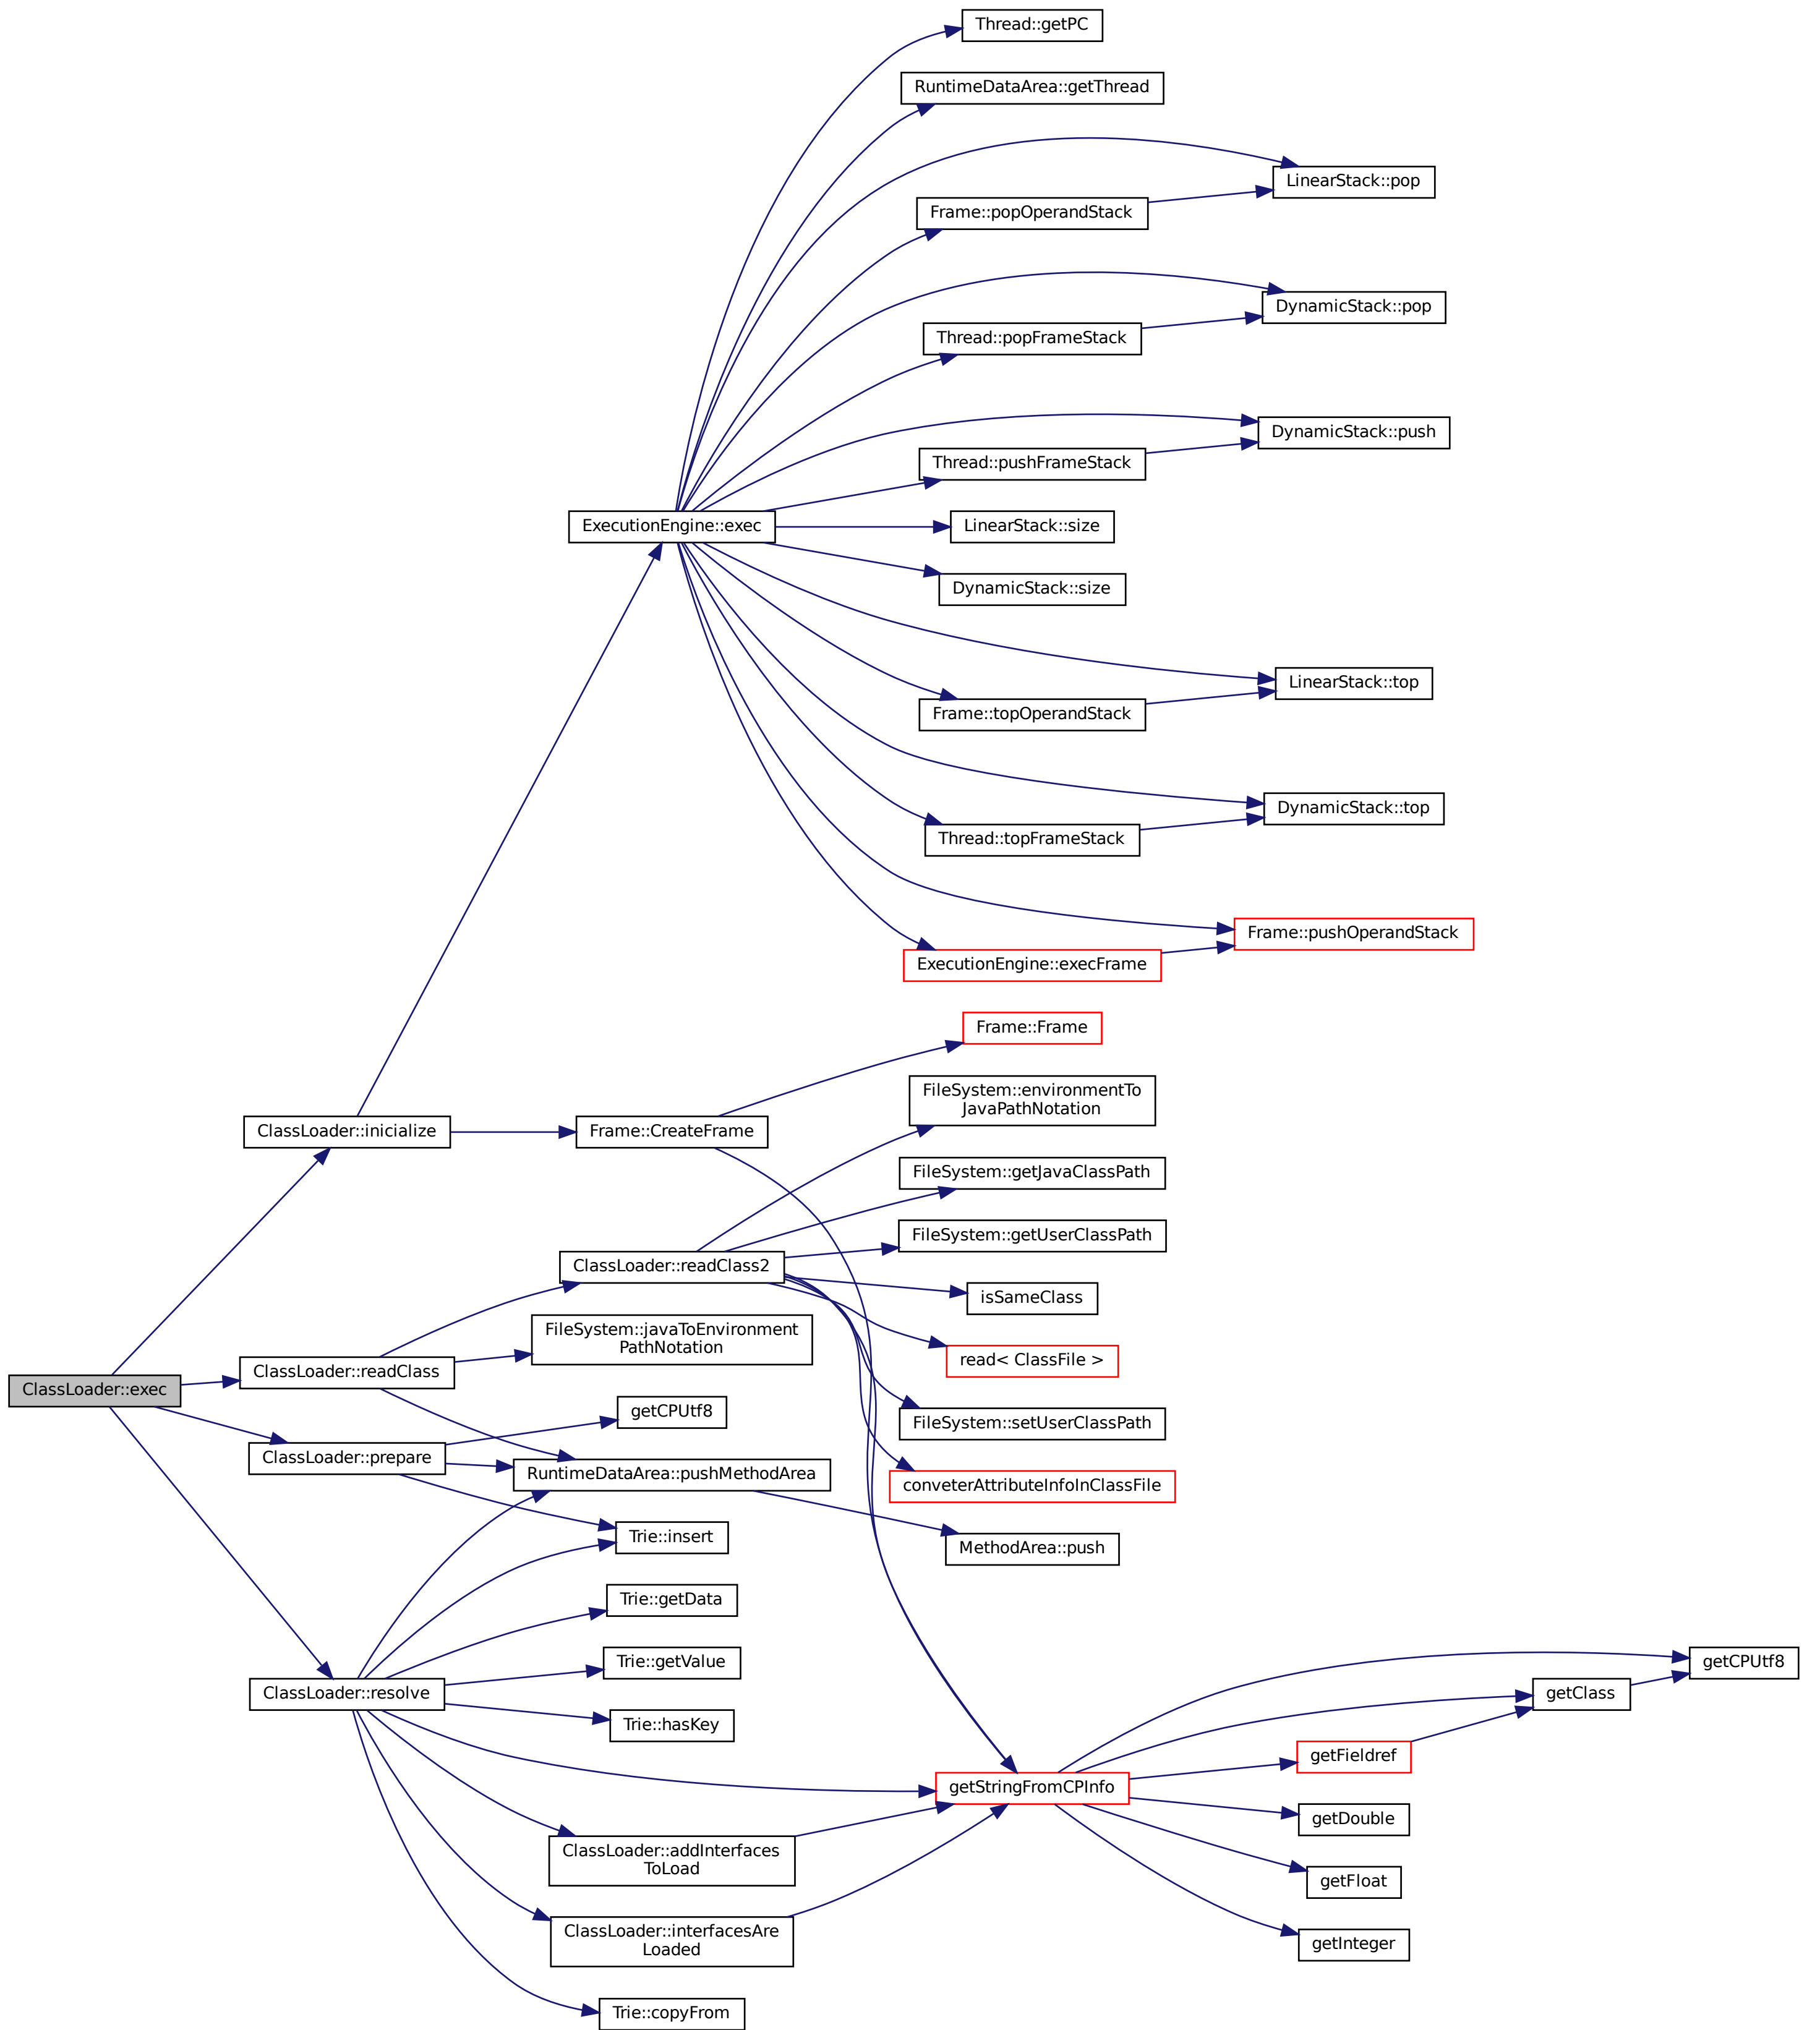 Thread::getPC
RuntimeDataArea::getThread
LinearStack::pop
Frame::popOperandStack
DynamicStack::pop
Thread::popFrameStack
DynamicStack::push
Thread::pushFrameStack
ExecutionEngine::exec
LinearStack::size
DynamicStack::size
LinearStack::top
Frame::topOperandStack
DynamicStack::top
Thread::topFrameStack
Frame::pushOperandStack
ExecutionEngine::execFrame
Frame::Frame
FileSystem::environmentTo
JavaPathNotation
ClassLoader::inicialize
Frame::CreateFrame
FileSystem::getJavaClassPath
FileSystem::getUserClassPath
ClassLoader::readClass2
isSameClass
FileSystem::javaToEnvironment
PathNotation
read< ClassFile >
ClassLoader::readClass
ClassLoader::exec
getCPUtf8
FileSystem::setUserClassPath
ClassLoader::prepare
RuntimeDataArea::pushMethodArea
conveterAttributeInfoInClassFile
Trie::insert
MethodArea::push
Trie::getData
Trie::getValue
getCPUtf8
ClassLoader::resolve
getClass
Trie::hasKey
getFieldref
getStringFromCPInfo
getDouble
ClassLoader::addInterfaces
ToLoad
getFloat
ClassLoader::interfacesAre
Loaded
getInteger
Trie::copyFrom